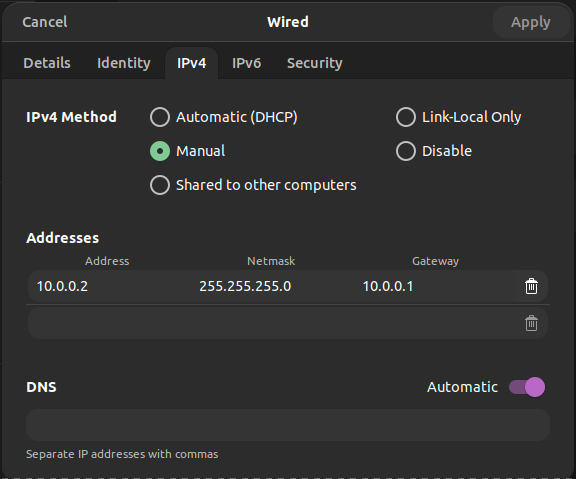 Cancel Wired Apply
Details Identity IPv4 IPv6 Security
IPv4 Method Automatic (DHCP) Link-Local Only
Manual Disable
Shared to other computers
Addresses
Address Netmask Gateway
10.0.0.2 255.255.255.0 10.0.0.1
DNS Automatic
Separate IP addresses with commas